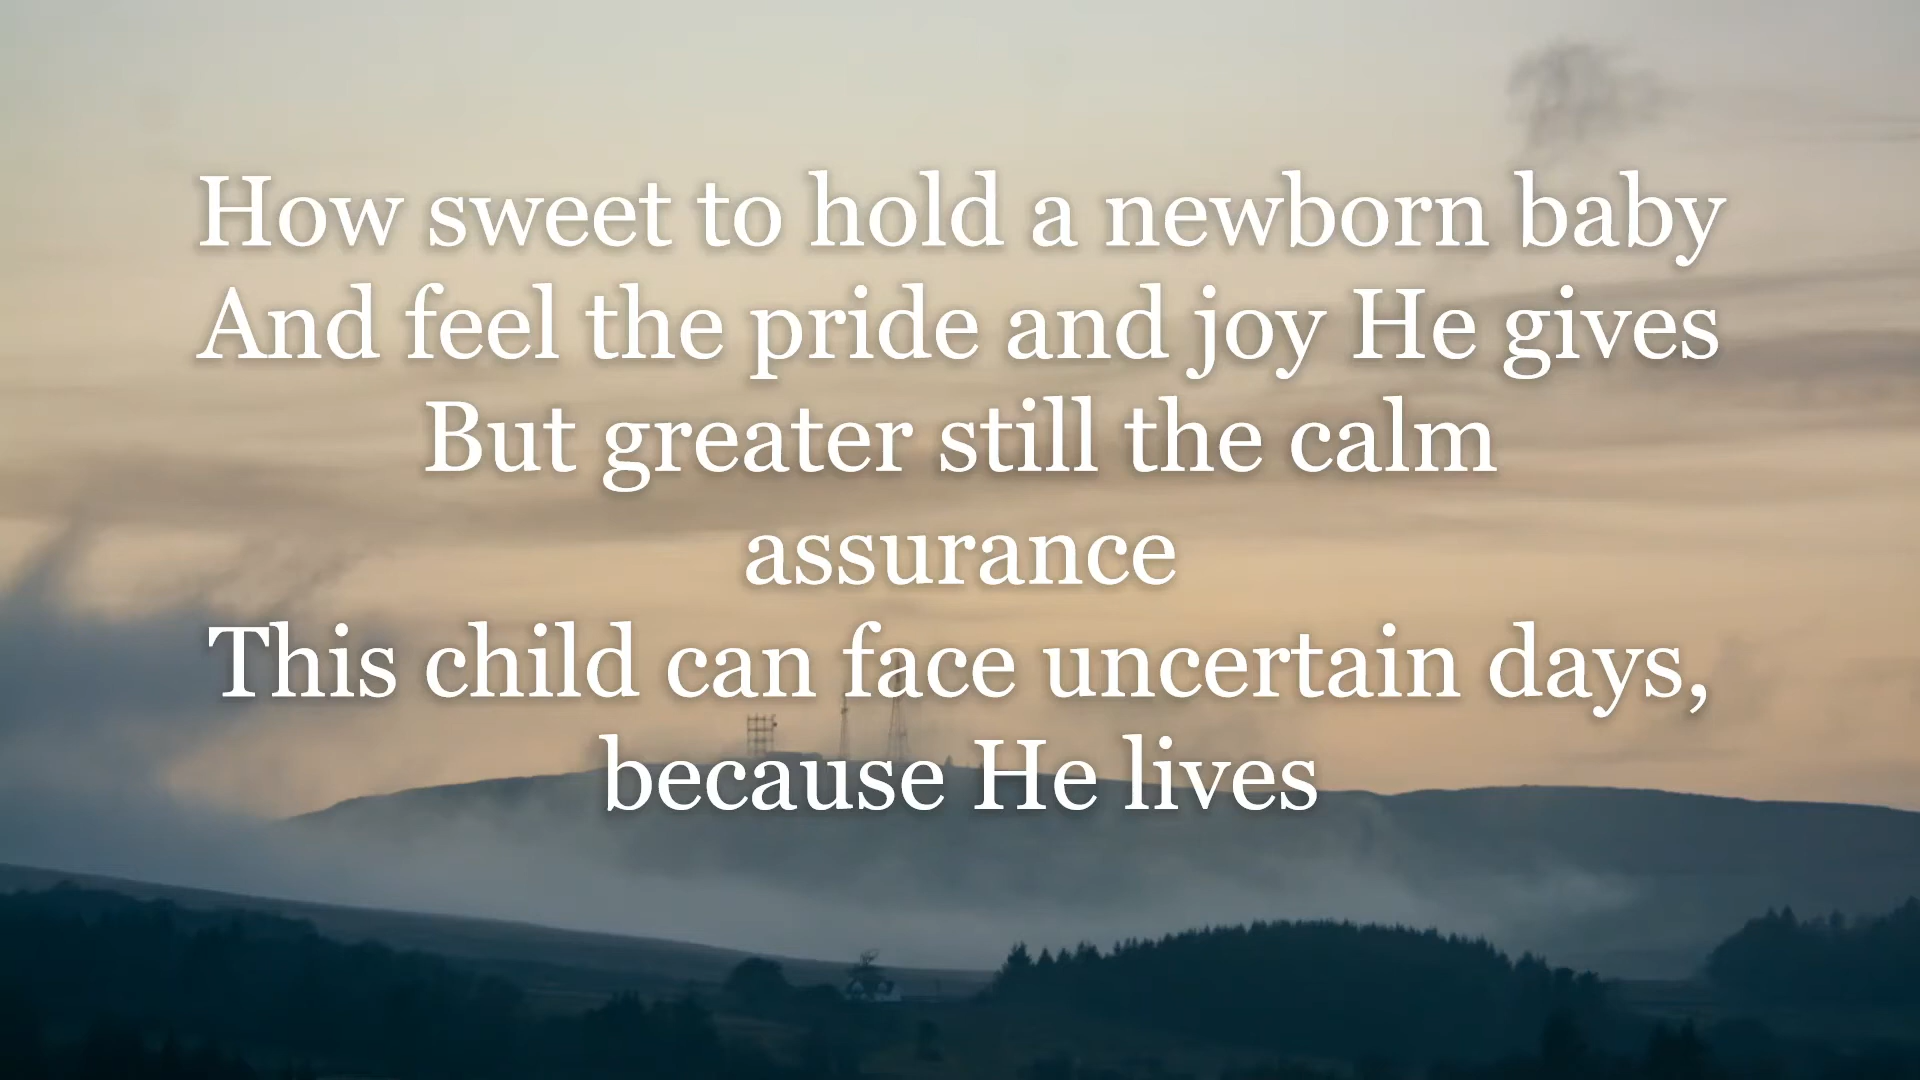 How sweet to hold a newborn baby
And feel the pride and joy He gives
But greater still the calm
assurance
This child can face uncertain days,
because He lives